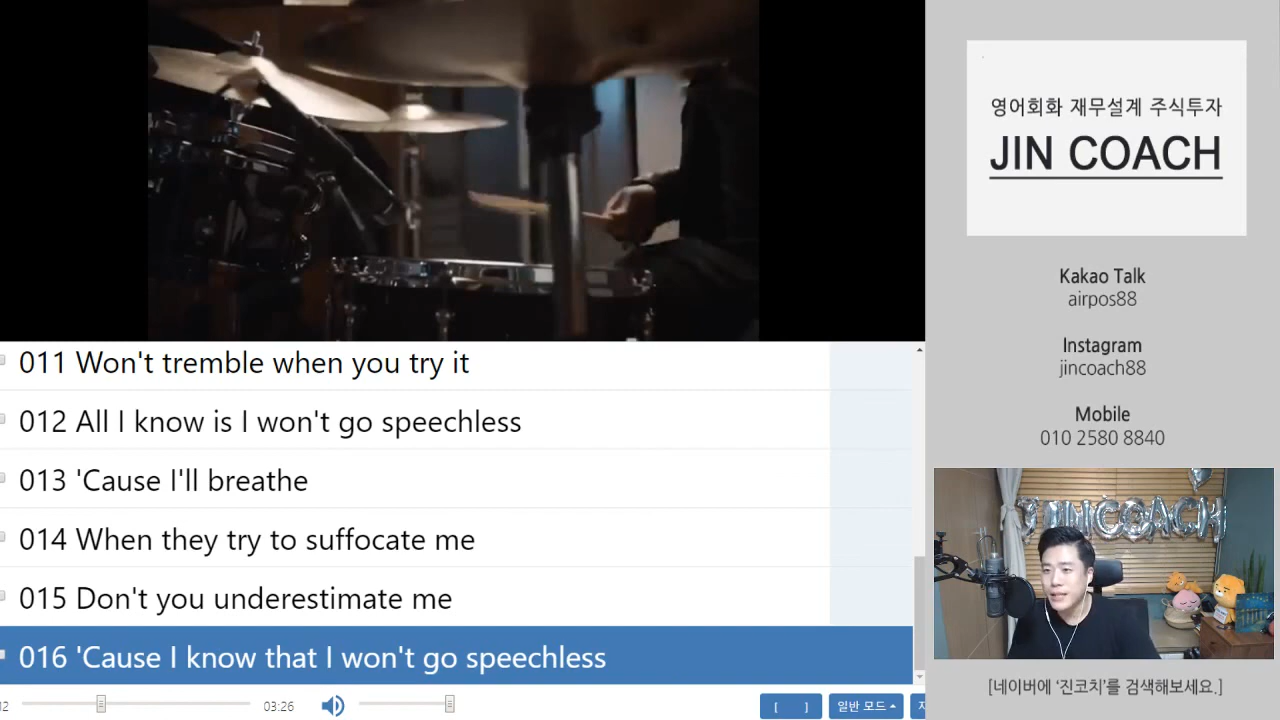 영어회화 재무설계 주식투자
JIN COACH
Kakao Talk
airpos88
Instagram
jincoach88
Mobile
010 2580 8840
JINCOACH
[네이버에 '진코치'를 검색해보세요.]
011 Won't tremble when you try it
012 All I know is I won't go speechless
013 'Cause I'll breathe
014 When they try to suffocate me
015 Don't you underestimate me
016 'Cause I know that I won't go speechless
03:26
[ ]
일반 모드